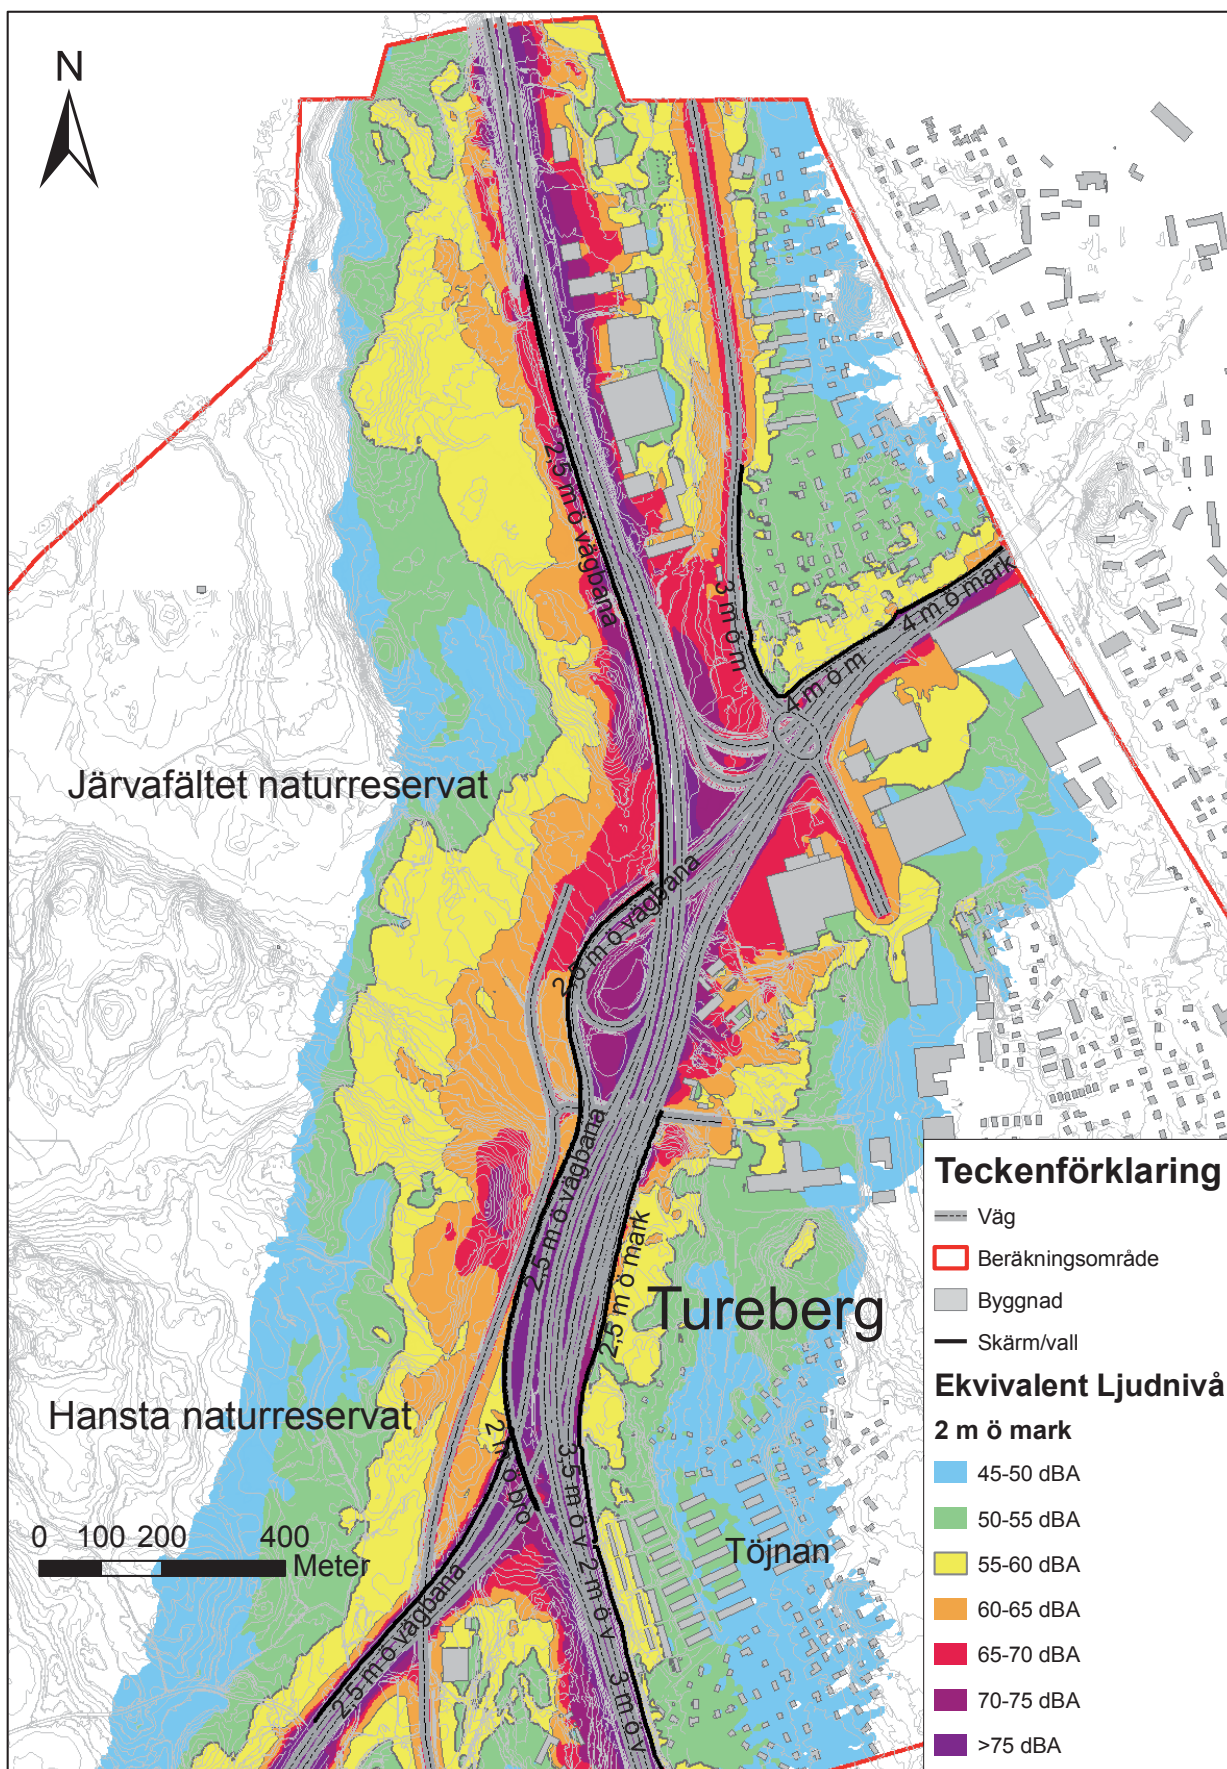 N
2,5 m ö vägbana
3 m ö m
4 m ö m
4 m ö mark
Järvafältet naturreservat
2,5 m ö vägbana
2,5 m ö vägbana
2,5 m ö mark
Tureberg
Hansta naturreservat
2 m ö bro
3,5 m ö v
2 m ö v
3 m ö v
Töjnan
2,5 m ö vägbana
0 100 200 400
Meter
Teckenförklaring
Väg
Beräkningsområde
Byggnad
Skärm/vall
Ekvivalent Ljudnivå
2 m ö mark
45-50 dBA
50-55 dBA
55-60 dBA
60-65 dBA
65-70 dBA
70-75 dBA
>75 dBA